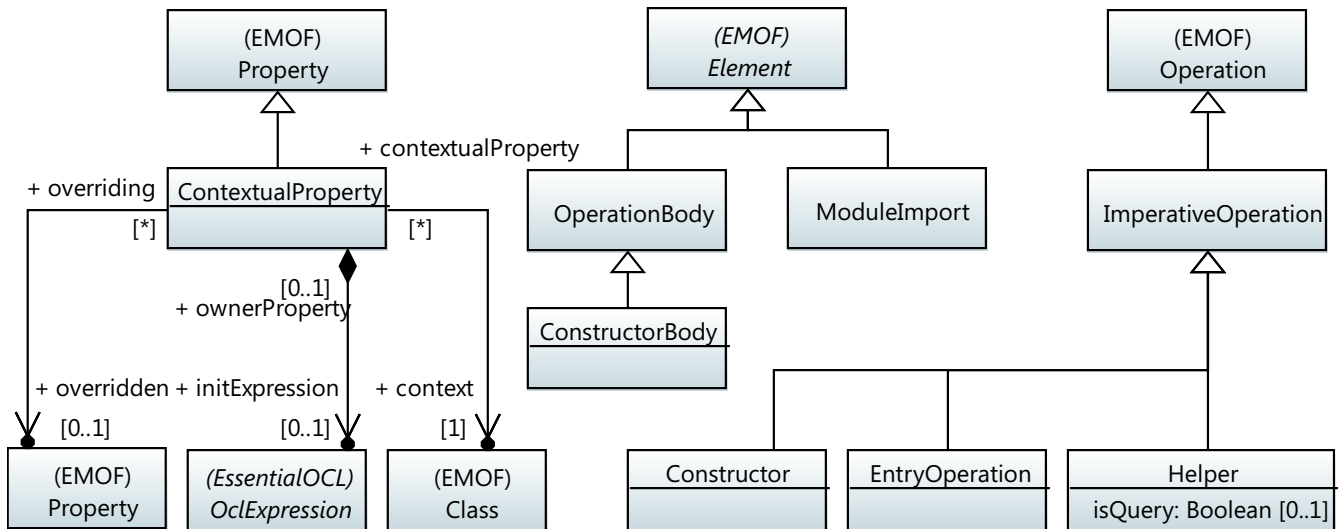 (EMOF)
Property
(EMOF)
Element
(EMOF)
Operation
+ contextualProperty
+ overriding
ContextualProperty
[*]
[*]
OperationBody
ModuleImport
ImperativeOperation
[0..1]
+ ownerProperty
ConstructorBody
+ overridden
+ initExpression
+ context
[0..1]
[0..1]
[1]
(EMOF)
Property
(EssentialOCL)
OclExpression
(EMOF)
Class
Constructor
EntryOperation
Helper
isQuery: Boolean [0..1]